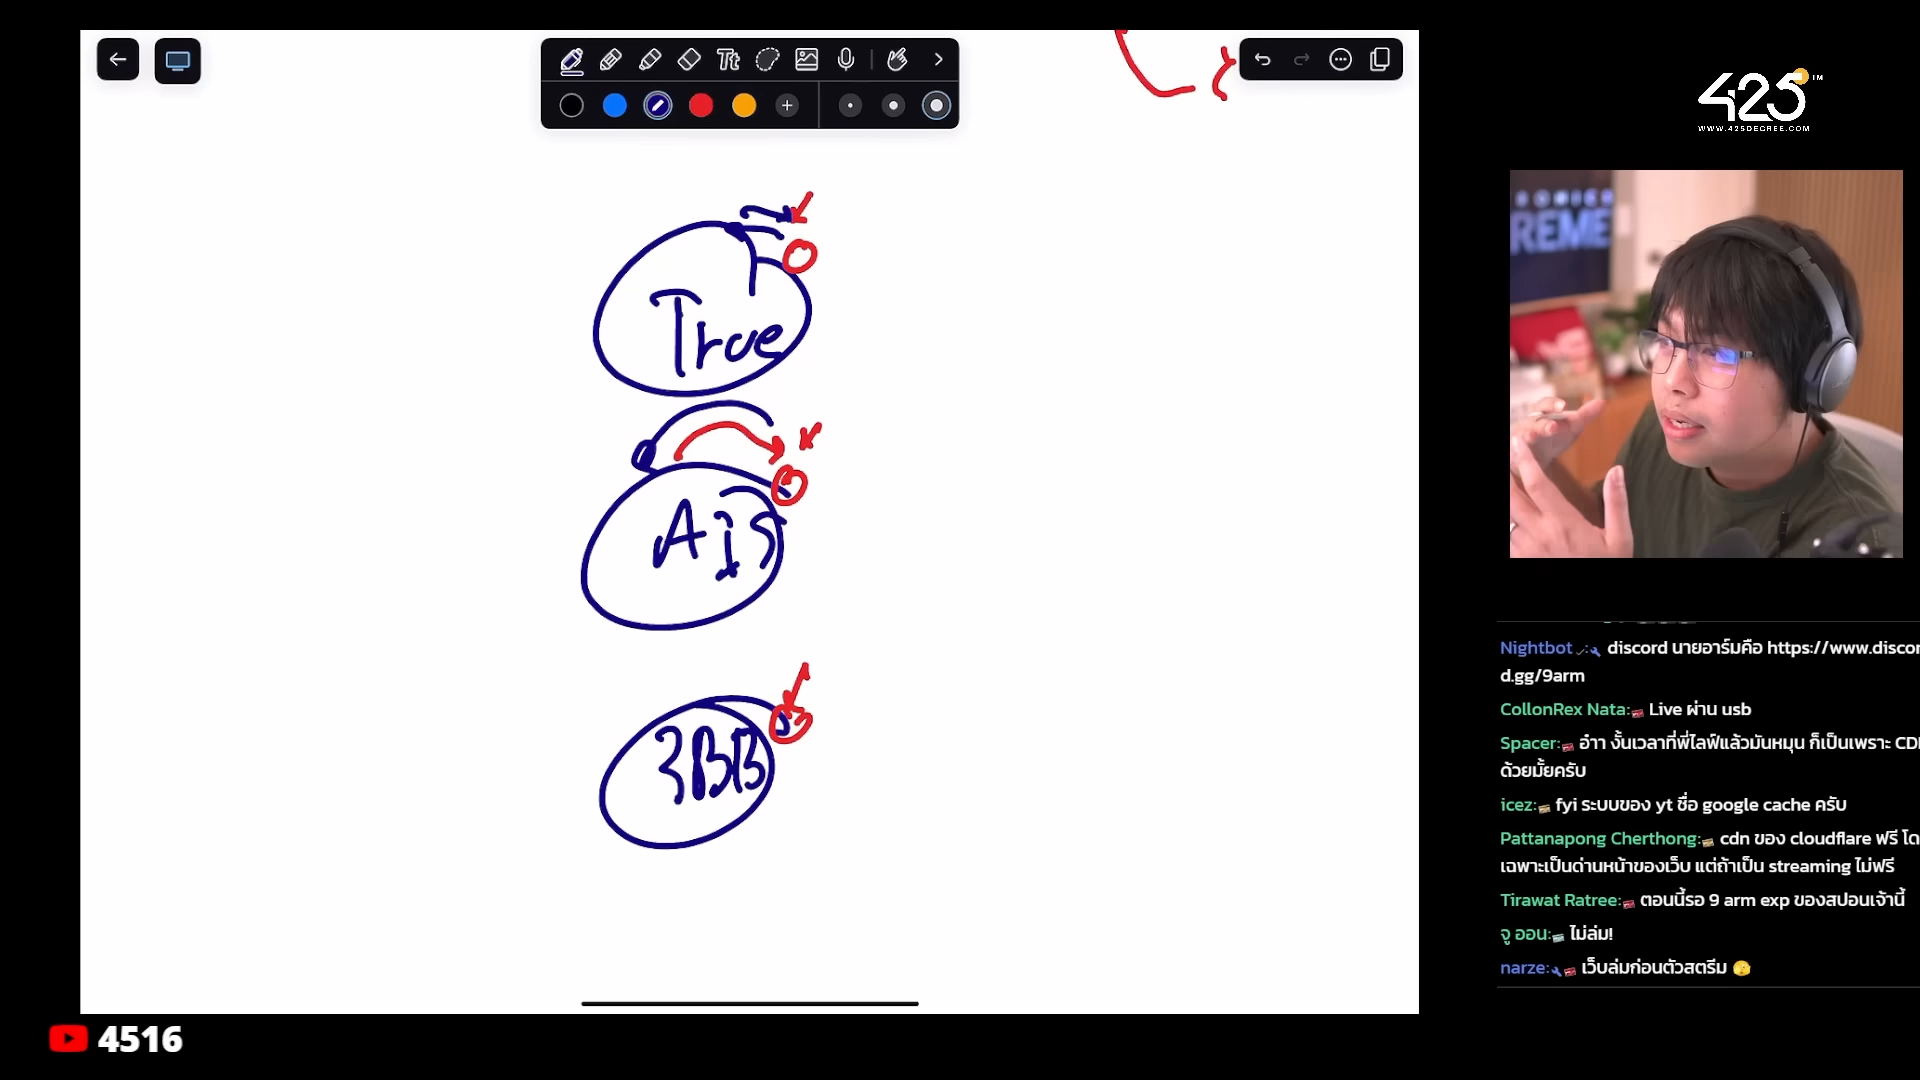 Tt
425™
WWW.425DEGREE.COM
REME
True
AIS
3BB
Nightbot : discord นายอาร์มคือ https://www.discor
d.gg/9arm
CollonRex Nata: Live ผ่าน usb
Spacer: อ๋าา งั้นเวลาที่พี่ไลฟ์แล้วมันหมุน ก็เป็นเพราะ CD
ด้วยมั้ยครับ
icez: fyi ระบบของ yt ชื่อ google cache ครับ
Pattanapong Cherthong: cdn ของ cloudflare ฟรี โด
เฉพาะเป็นด่านหน้าของเว็บ แต่ถ้าเป็น streaming ไม่ฟรี
Tirawat Ratree: ตอนนี้รอ 9 arm exp ของสปอนเจ้านี้
จู ออน: ไม่ล่ม!
narze: เว็บล่มก่อนตัวสตรีม 🫣
4516